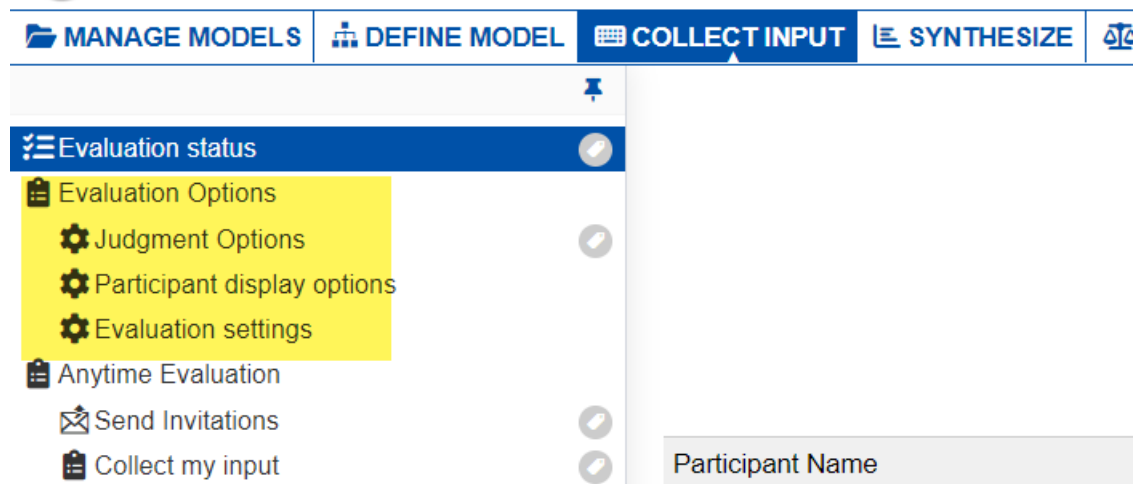 MANAGE MODELS DEFINE MODEL COLLECT INPUT SYNTHESIZE
Evaluation status
Evaluation Options
Judgment Options
Participant display options
Evaluation settings
Anytime Evaluation
Send Invitations
Collect my input
Participant Name